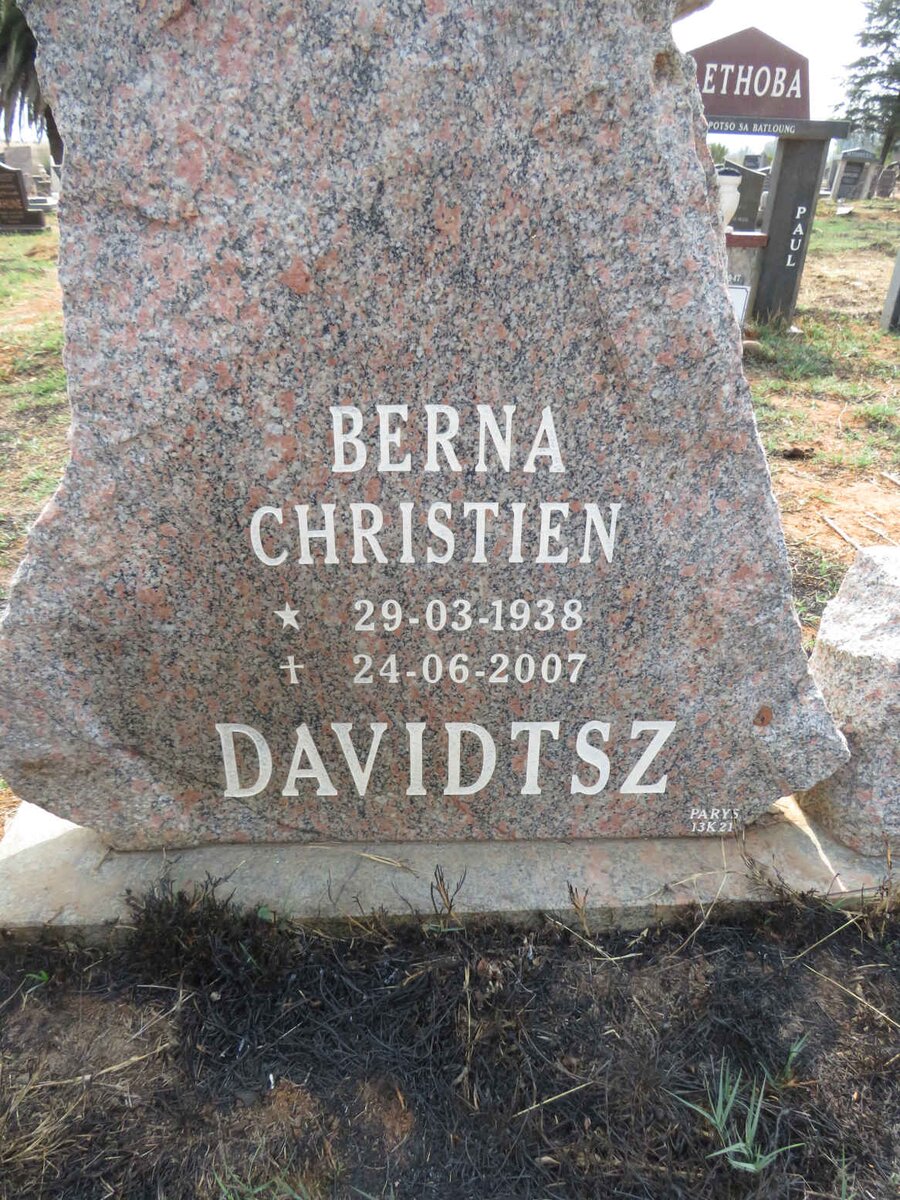 ETHOBA
POTSO SA BATLOUNG
PAUL
BERNA
CHRISTIEN
29-03-1938
24-06-2007
DAVIDTSZ
PARYS
13K21